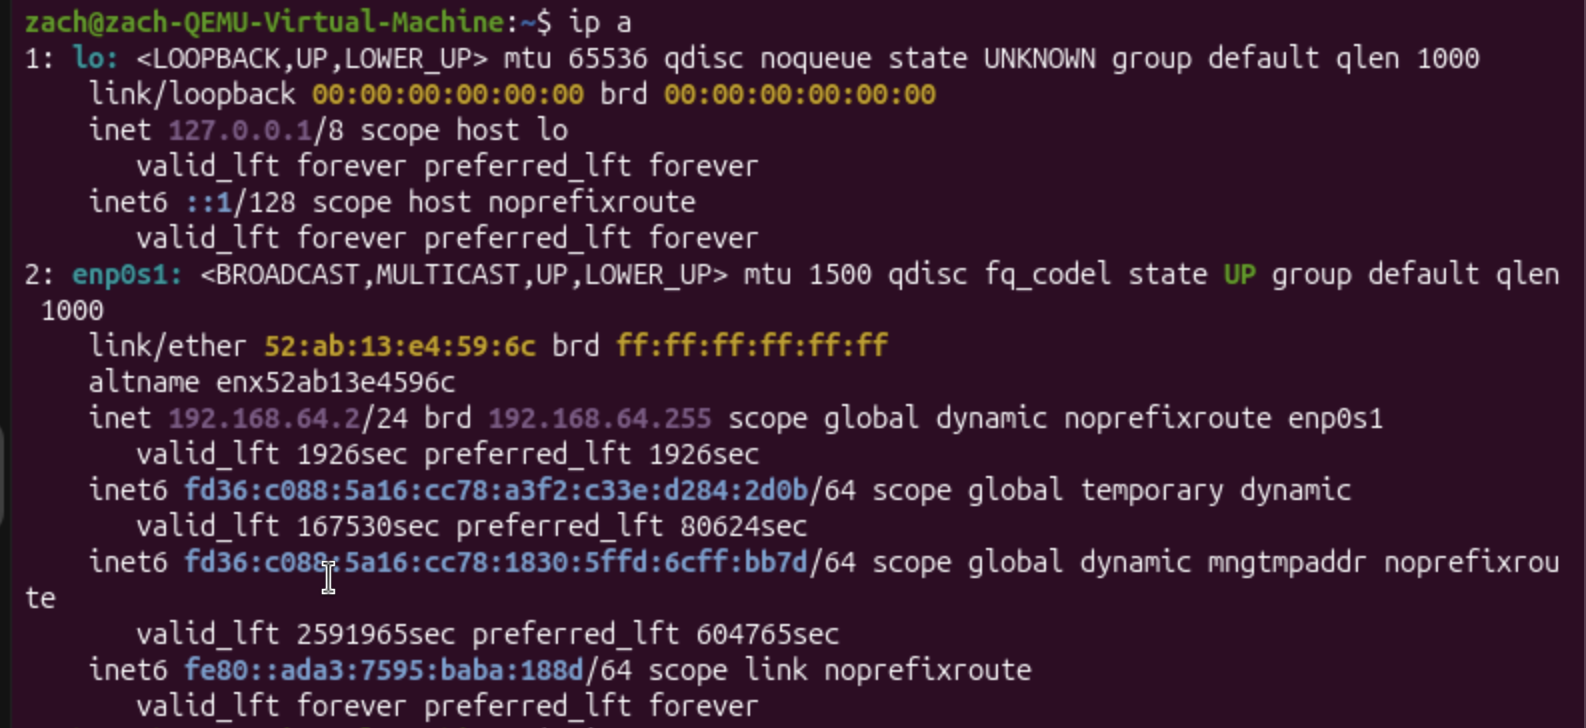 zach@zach-QEMU-Virtual-Machine:~$ ip a
1: lo: <LOOPBACK,UP,LOWER_UP> mtu 65536 qdisc noqueue state UNKNOWN group default qlen 1000
    link/loopback 00:00:00:00:00:00 brd 00:00:00:00:00:00
    inet 127.0.0.1/8 scope host lo
       valid_lft forever preferred_lft forever
    inet6 ::1/128 scope host noprefixroute
       valid_lft forever preferred_lft forever
2: enp0s1: <BROADCAST,MULTICAST,UP,LOWER_UP> mtu 1500 qdisc fq_codel state UP group default qlen
 1000
    link/ether 52:ab:13:e4:59:6c brd ff:ff:ff:ff:ff:ff
    altname enx52ab13e4596c
    inet 192.168.64.2/24 brd 192.168.64.255 scope global dynamic noprefixroute enp0s1
       valid_lft 1926sec preferred_lft 1926sec
    inet6 fd36:c088:5a16:cc78:a3f2:c33e:d284:2d0b/64 scope global temporary dynamic
       valid_lft 167530sec preferred_lft 80624sec
    inet6 fd36:c088:5a16:cc78:1830:5ffd:6cff:bb7d/64 scope global dynamic mngtmpaddr noprefixrou
te
       valid_lft 2591965sec preferred_lft 604765sec
    inet6 fe80::ada3:7595:baba:188d/64 scope link noprefixroute
       valid_lft forever preferred_lft forever